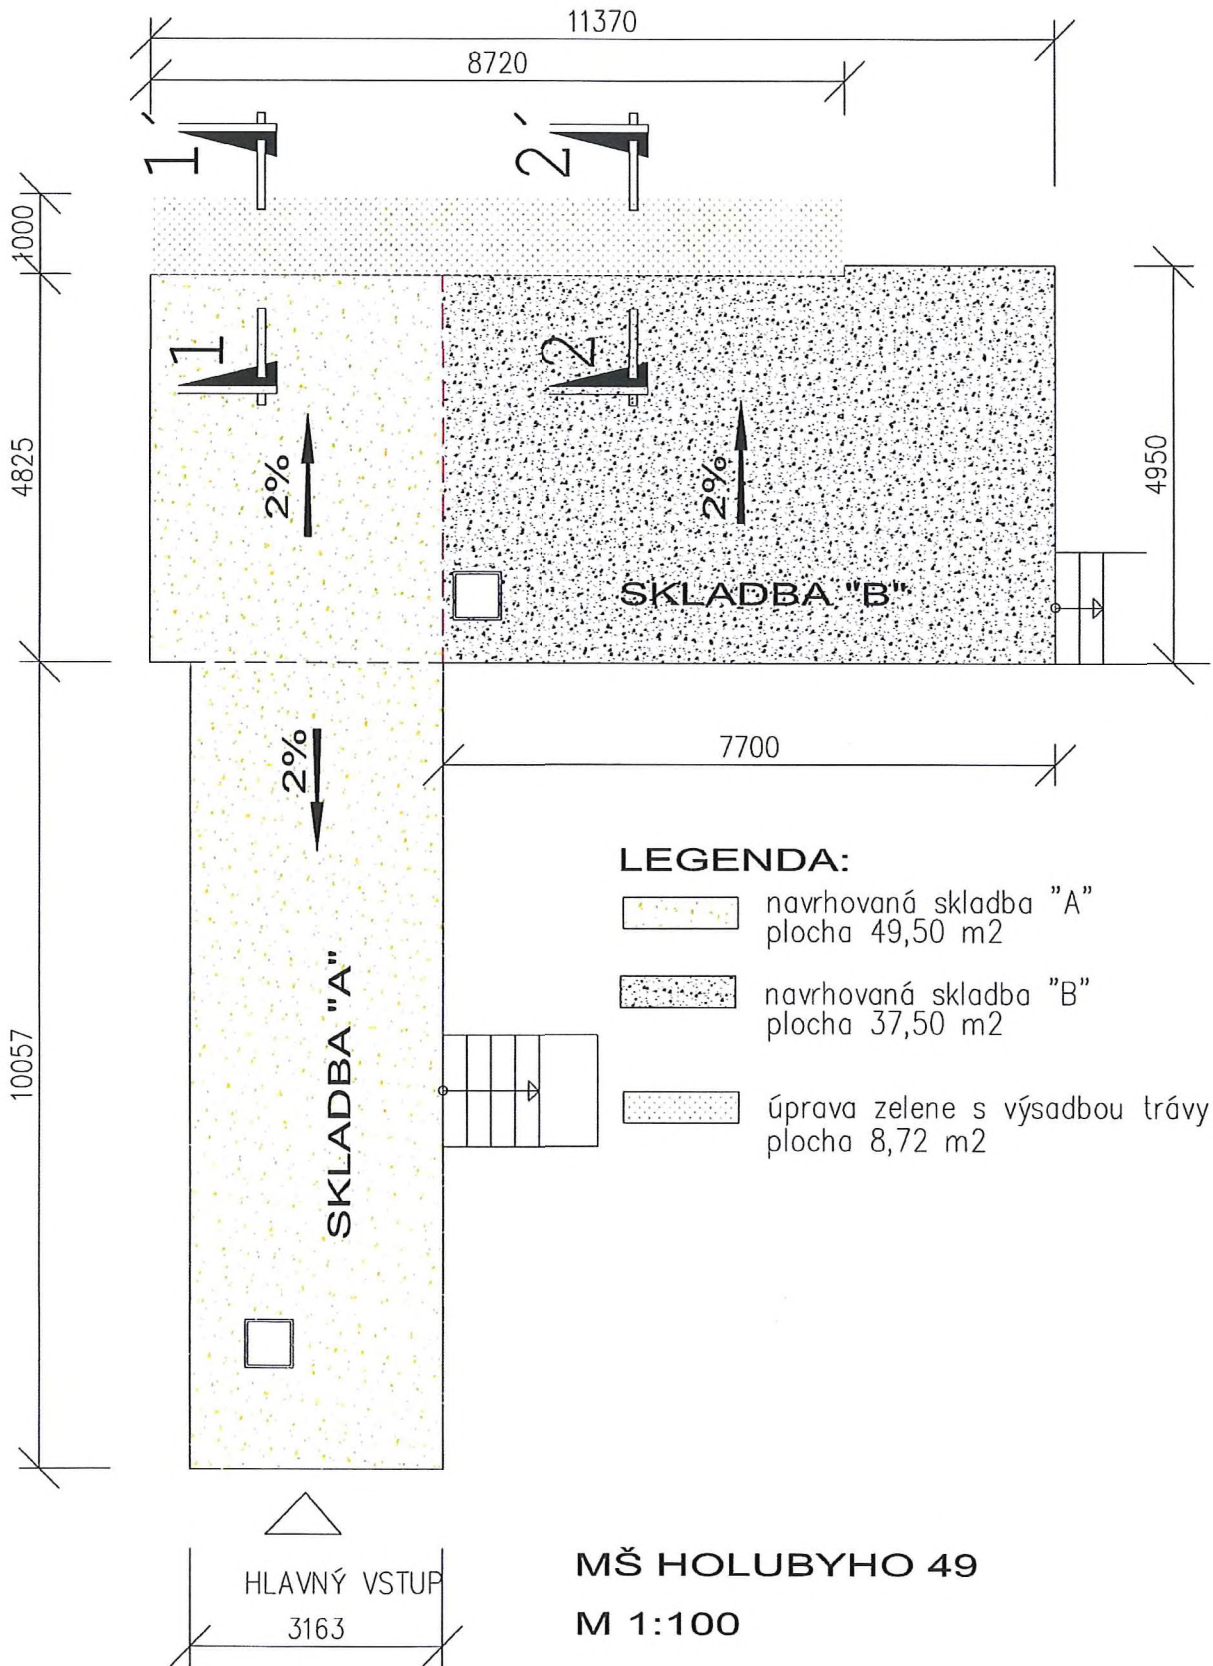 11370
8720
1´
2´
1000
1
2
4825
4950
2%
2%
SKLADBA "B"
7700
2%
LEGENDA:
navrhovaná skladba "A"
plocha 49,50 m2
navrhovaná skladba "B"
plocha 37,50 m2
úprava zelene s výsadbou trávy
plocha 8,72 m2
SKLADBA "A"
10057
HLAVNÝ VSTUP
3163
MŠ HOLUBYHO 49
M 1:100